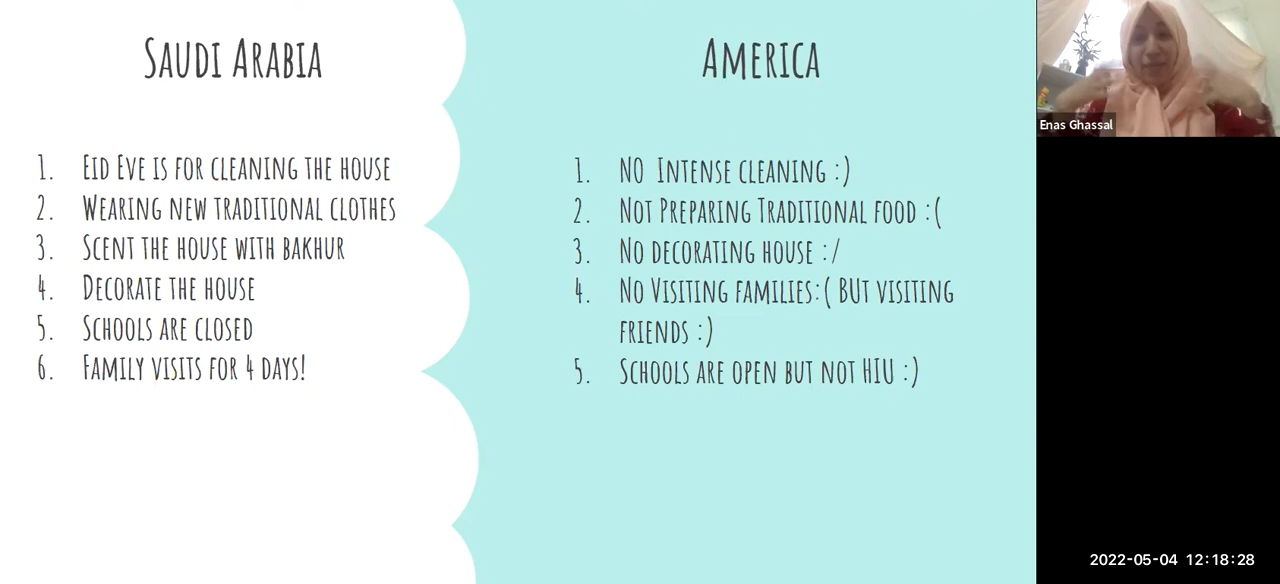 SAUDI ARABIA
1. EID EVE IS FOR CLEANING THE HOUSE
2. WEARING NEW TRADITIONAL CLOTHES
3. SCENT THE HOUSE WITH BAKHUR
4. DECORATE THE HOUSE
5. SCHOOLS ARE CLOSED
6. FAMILY VISITS FOR 4 DAYS!
AMERICA
1. NO INTENSE CLEANING :)
2. NOT PREPARING TRADITIONAL FOOD :(
3. NO DECORATING HOUSE :/
4. NO VISITING FAMILIES:( BUT VISITING
FRIENDS :)
5. SCHOOLS ARE OPEN BUT NOT HIU :)
Enas Ghassal
2022-05-04 12:18:28